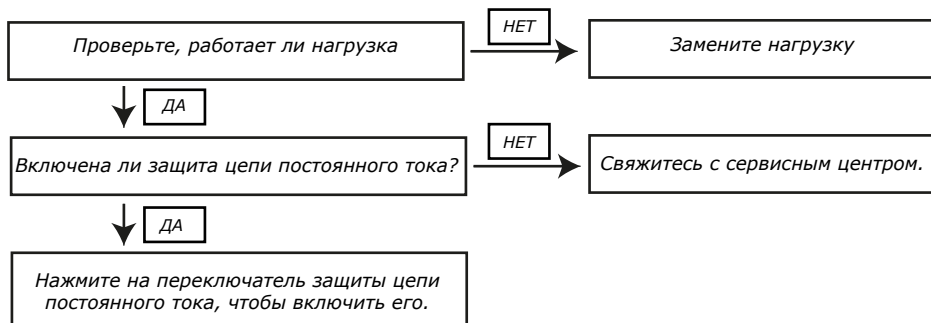 Проверьте, работает ли нагрузка
НЕТ
Замените нагрузку
ДА
Включена ли защита цепи постоянного тока?
НЕТ
Свяжитесь с сервисным центром.
ДА
Нажмите на переключатель защиты цепи
постоянного тока, чтобы включить его.